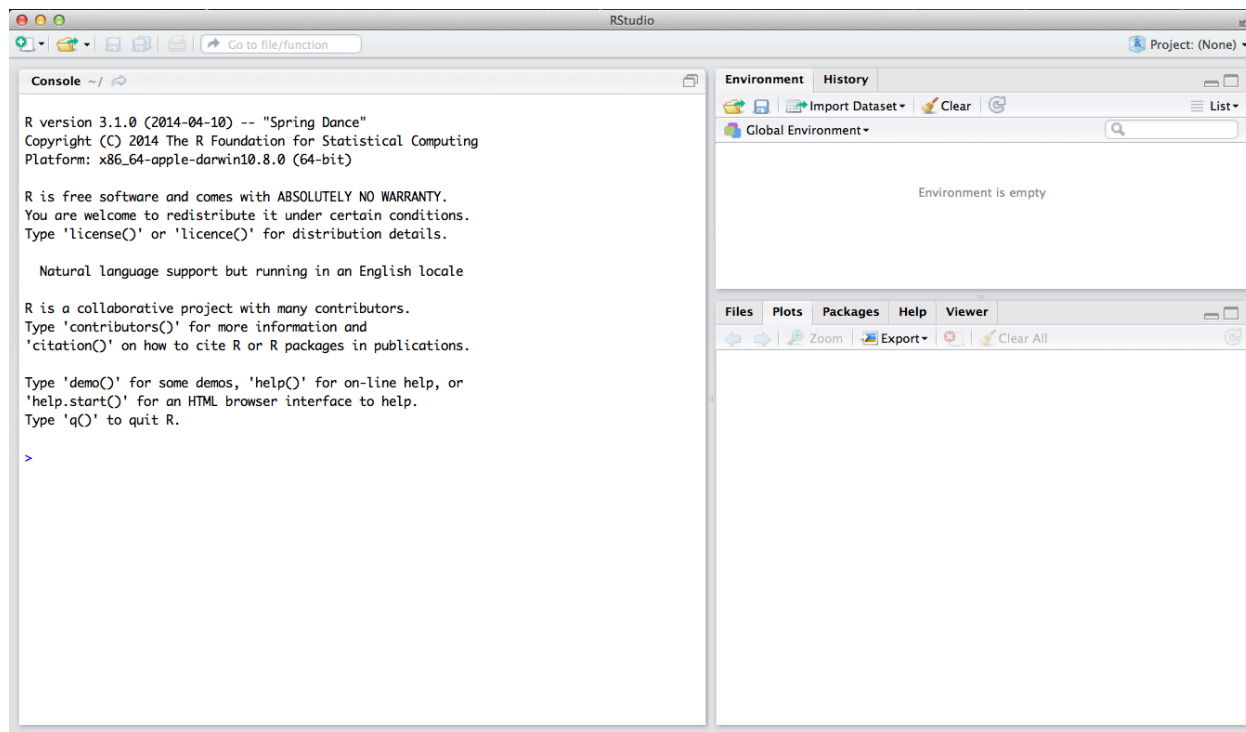 RStudio
Go to file/function
Project: (None)
Console ~/
R version 3.1.0 (2014-04-10) -- "Spring Dance"
Copyright (C) 2014 The R Foundation for Statistical Computing
Platform: x86_64-apple-darwin10.8.0 (64-bit)
R is free software and comes with ABSOLUTELY NO WARRANTY.
You are welcome to redistribute it under certain conditions.
Type 'license()' or 'licence()' for distribution details.
Natural language support but running in an English locale
R is a collaborative project with many contributors.
Type 'contributors()' for more information and
'citation()' on how to cite R or R packages in publications.
Type 'demo()' for some demos, 'help()' for on-line help, or
'help.start()' for an HTML browser interface to help.
Type 'q()' to quit R.
>
Environment History
Import Dataset Clear List
Global Environment
Environment is empty
Files Plots Packages Help Viewer
Zoom Export Clear All